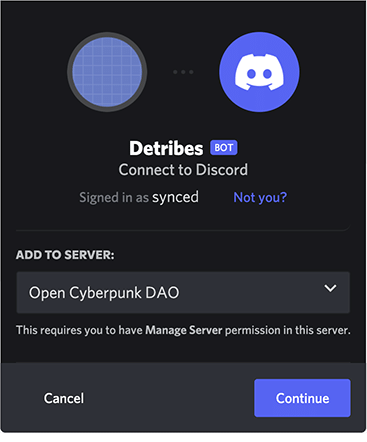 Detribes BOT
Connect to Discord
Signed in as synced Not you?
ADD TO SERVER:
Open Cyberpunk DAO
This requires you to have Manage Server permission in this server.
Cancel Continue